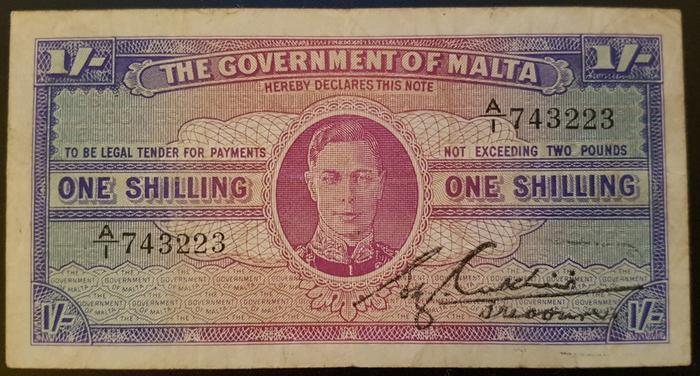 1/- 1/-
THE GOVERNMENT OF MALTA
HEREBY DECLARES THIS NOTE
A/1 743223
TO BE LEGAL TENDER FOR PAYMENTS NOT EXCEEDING TWO POUNDS
ONE SHILLING ONE SHILLING
A/1 743223
1/- 1/-